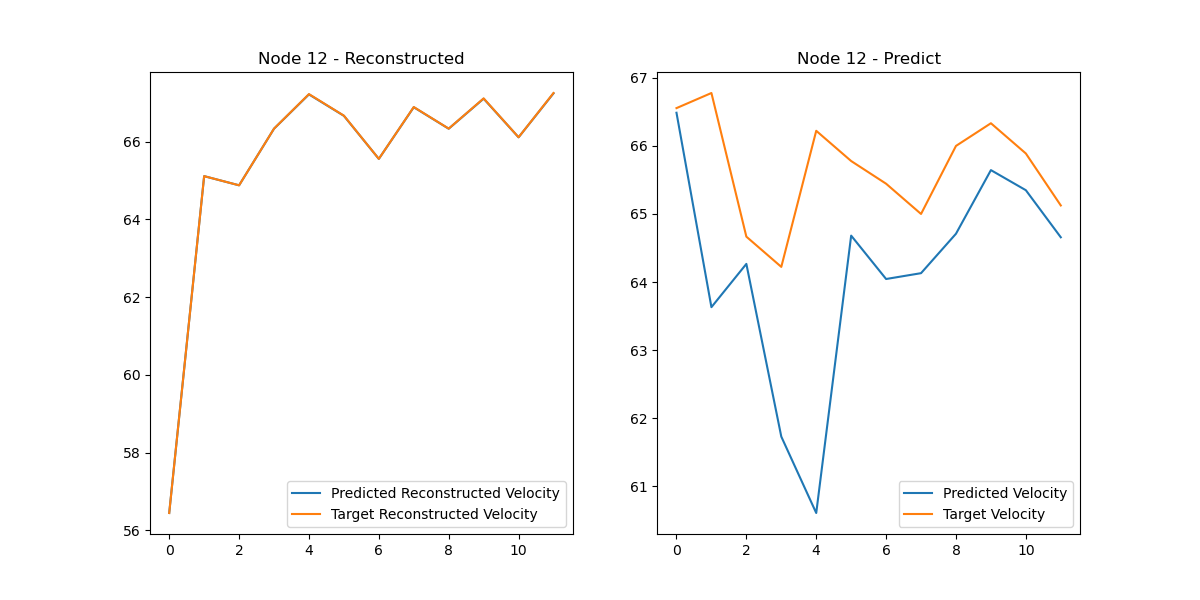 Node 12 - Reconstructed
66
64
62
60
58
56
0 2 4 6 8 10
Predicted Reconstructed Velocity
Target Reconstructed Velocity
Node 12 - Predict
67
66
65
64
63
62
61
0 2 4 6 8 10
Predicted Velocity
Target Velocity